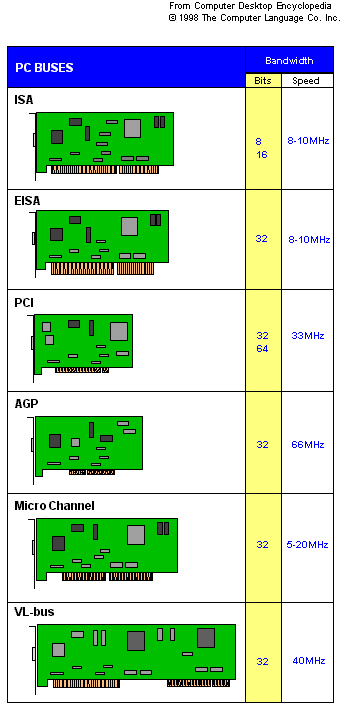 From Computer Desktop Encyclopedia
© 1998 The Computer Language Co. Inc.
PC BUSES
Bandwidth
Bits Speed
ISA
8
16
8-10MHz
EISA
32 8-10MHz
PCI
32
64
33MHz
AGP
32 66MHz
Micro Channel
32 5-20MHz
VL-bus
32 40MHz